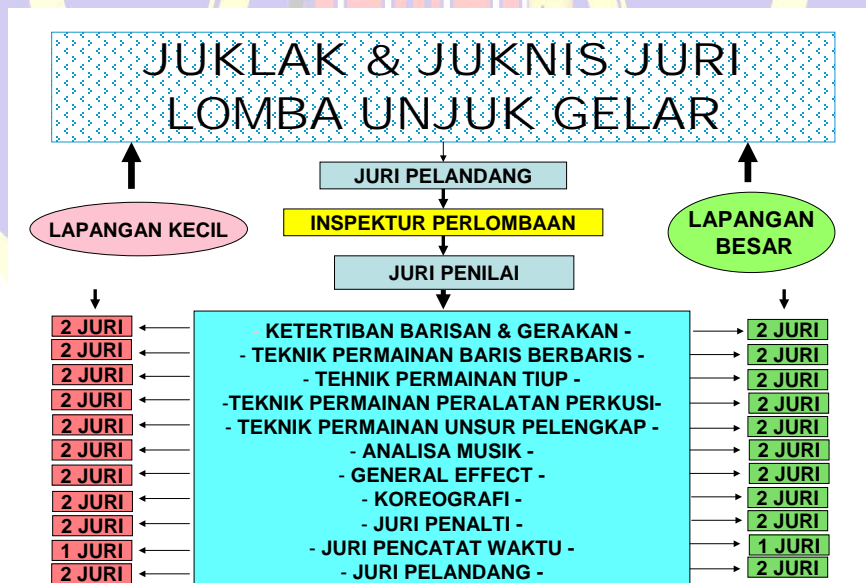 JUKLAK & JUKNIS JURI
LOMBA UNJUK GELAR
JURI PELANDANG
LAPANGAN KECIL
INSPEKTUR PERLOMBAAN
LAPANGAN
BESAR
JURI PENILAI
2 JURI - KETERTIBAN BARISAN & GERAKAN - 2 JURI
2 JURI - TEKNIK PERMAINAN BARIS BERBARIS - 2 JURI
2 JURI - TEHNIK PERMAINAN TIUP - 2 JURI
2 JURI -TEKNIK PERMAINAN PERALATAN PERKUSI- 2 JURI
2 JURI - TEKNIK PERMAINAN UNSUR PELENGKAP - 2 JURI
2 JURI - ANALISA MUSIK - 2 JURI
2 JURI - GENERAL EFFECT - 2 JURI
2 JURI - KOREOGRAFI - 2 JURI
2 JURI - JURI PENALTI - 2 JURI
1 JURI - JURI PENCATAT WAKTU - 1 JURI
2 JURI - JURI PELANDANG - 2 JURI